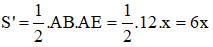 S' = 1/2 .AB.AE = 1/2 .12.x = 6x